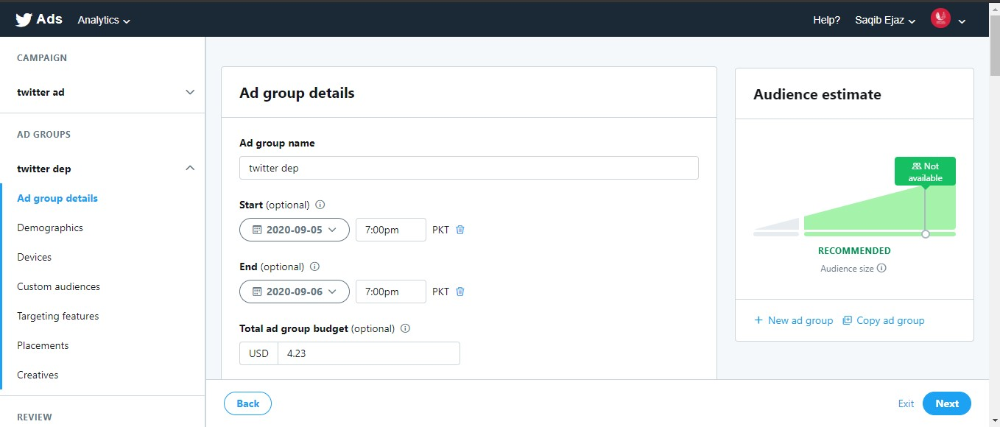 Ads Analytics Help? Saqib Ejaz
CAMPAIGN
twitter ad
AD GROUPS
twitter dep
Ad group details
Demographics
Devices
Custom audiences
Targeting features
Placements
Creatives
REVIEW
Ad group details
Ad group name
twitter dep
Start (optional)
2020-09-05 7:00pm PKT
End (optional)
2020-09-06 7:00pm PKT
Total ad group budget (optional)
USD 4.23
Audience estimate
Not
available
RECOMMENDED
Audience size
+ New ad group Copy ad group
Back Exit Next